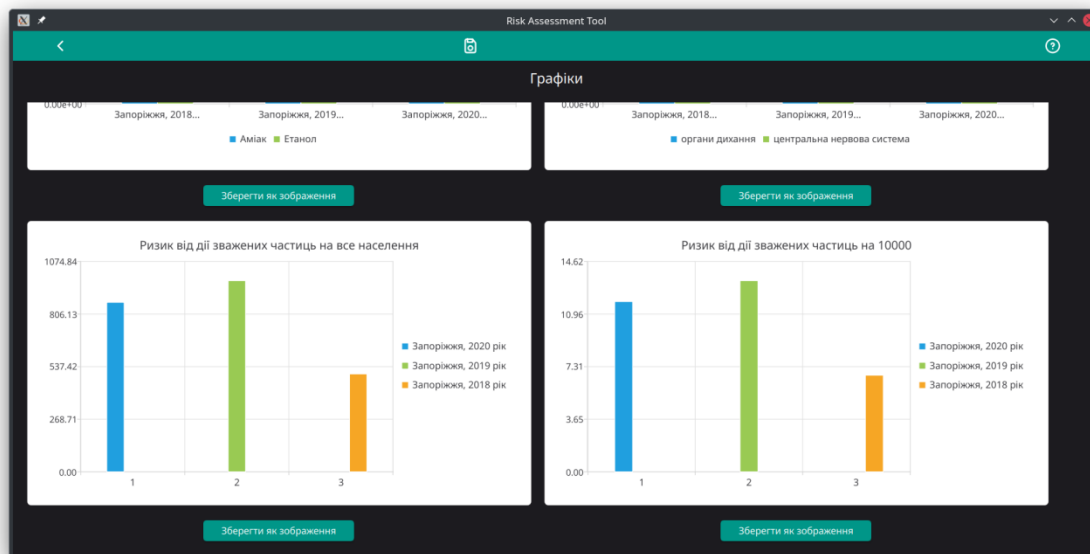 Risk Assessment Tool
Графіки
0.00e+00
Запоріжжя, 2018...
Запоріжжя, 2019...
Запоріжжя, 2020...
Аміак
Етанол
0.00e+00
Запоріжжя, 2018...
Запоріжжя, 2019...
Запоріжжя, 2020...
органи дихання
центральна нервова система
Зберегти як зображення
Зберегти як зображення
Ризик від дії зважених частиць на все населення
1074.84
806.13
537.42
268.71
0.00
1
2
3
Запоріжжя, 2020 рік
Запоріжжя, 2019 рік
Запоріжжя, 2018 рік
Ризик від дії зважених частиць на 10000
14.62
10.96
7.31
3.65
0.00
1
2
3
Запоріжжя, 2020 рік
Запоріжжя, 2019 рік
Запоріжжя, 2018 рік
Зберегти як зображення
Зберегти як зображення